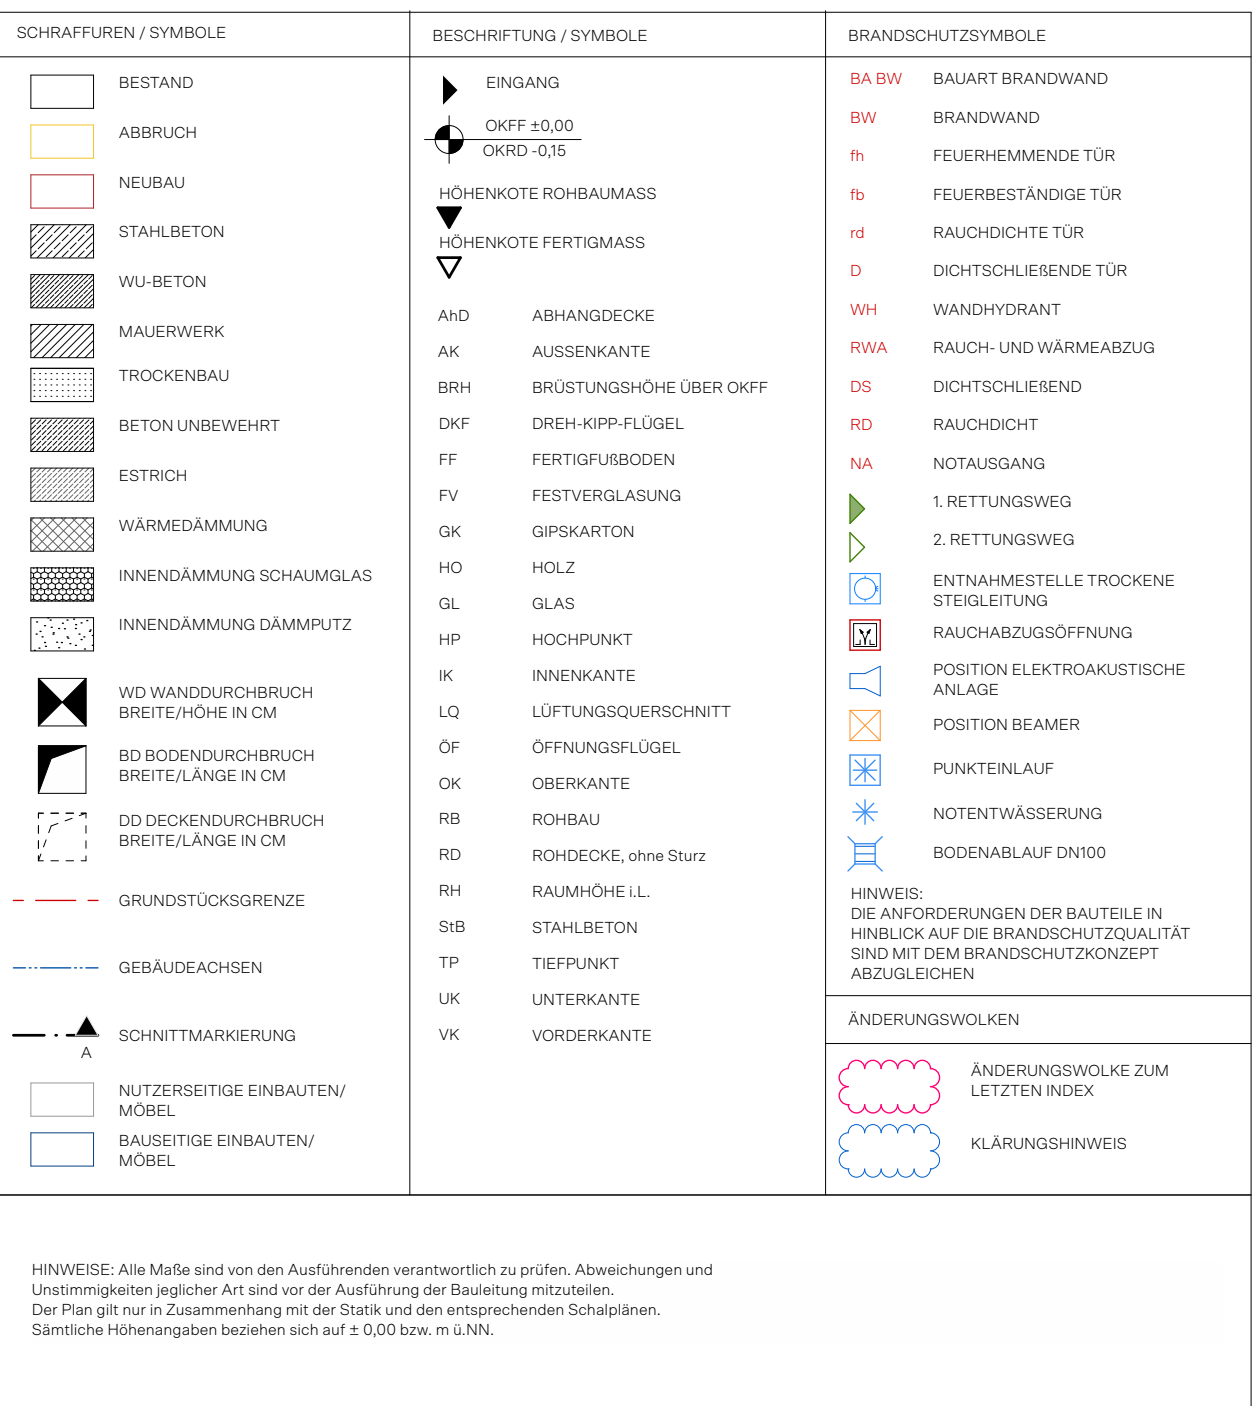 SCHRAFFUREN / SYMBOLE
BESTAND
ABBRUCH
NEUBAU
STAHLBETON
WU-BETON
MAUERWERK
TROCKENBAU
BETON UNBEWEHRT
ESTRICH
WÄRMEDÄMMUNG
INNENDÄMMUNG SCHAUMGLAS
INNENDÄMMUNG DÄMMPUTZ
WD WANDDURCHBRUCH
BREITE/HÖHE IN CM
BD BODENDURCHBRUCH
BREITE/LÄNGE IN CM
DD DECKENDURCHBRUCH
BREITE/LÄNGE IN CM
GRUNDSTÜCKSGRENZE
GEBÄUDEACHSEN
SCHNITTMARKIERUNG
A
NUTZERSEITIGE EINBAUTEN/
MÖBEL
BAUSEITIGE EINBAUTEN/
MÖBEL
BESCHRIFTUNG / SYMBOLE
EINGANG
OKFF ±0,00
OKRD -0,15
HÖHENKOTE ROHBAUMASS
HÖHENKOTE FERTIGMASS
AhD ABHANGDECKE
AK AUSSENKANTE
BRH BRÜSTUNGSHÖHE ÜBER OKFF
DKF DREH-KIPP-FLÜGEL
FF FERTIGFUßBODEN
FV FESTVERGLASUNG
GK GIPSKARTON
HO HOLZ
GL GLAS
HP HOCHPUNKT
IK INNENKANTE
LQ LÜFTUNGSQUERSCHNITT
ÖF ÖFFNUNGSFLÜGEL
OK OBERKANTE
RB ROHBAU
RD ROHDECKE, ohne Sturz
RH RAUMHÖHE i.L.
StB STAHLBETON
TP TIEFPUNKT
UK UNTERKANTE
VK VORDERKANTE
BRANDSCHUTZSYMBOLE
BA BW BAUART BRANDWAND
BW BRANDWAND
fh FEUERHEMMENDE TÜR
fb FEUERBESTÄNDIGE TÜR
rd RAUCHDICHTE TÜR
D DICHTSCHLIEßENDE TÜR
WH WANDHYDRANT
RWA RAUCH- UND WÄRMEABZUG
DS DICHTSCHLIEßEND
RD RAUCHDICHT
NA NOTAUSGANG
1. RETTUNGSWEG
2. RETTUNGSWEG
ENTNAHMESTELLE TROCKENE
STEIGLEITUNG
RAUCHABZUGSÖFFNUNG
POSITION ELEKTROAKUSTISCHE
ANLAGE
POSITION BEAMER
PUNKTEINLAUF
NOTENTWÄSSERUNG
BODENABLAUF DN100
HINWEIS:
DIE ANFORDERUNGEN DER BAUTEILE IN
HINBLICK AUF DIE BRANDSCHUTZQUALITÄT
SIND MIT DEM BRANDSCHUTZKONZEPT
ABZUGLEICHEN
ÄNDERUNGSWOLKEN
ÄNDERUNGSWOLKE ZUM
LETZTEN INDEX
KLÄRUNGSHINWEIS
HINWEISE: Alle Maße sind von den Ausführenden verantwortlich zu prüfen. Abweichungen und
Unstimmigkeiten jeglicher Art sind vor der Ausführung der Bauleitung mitzuteilen.
Der Plan gilt nur in Zusammenhang mit der Statik und den entsprechenden Schalplänen.
Sämtliche Höhenangaben beziehen sich auf ± 0,00 bzw. m ü.NN.